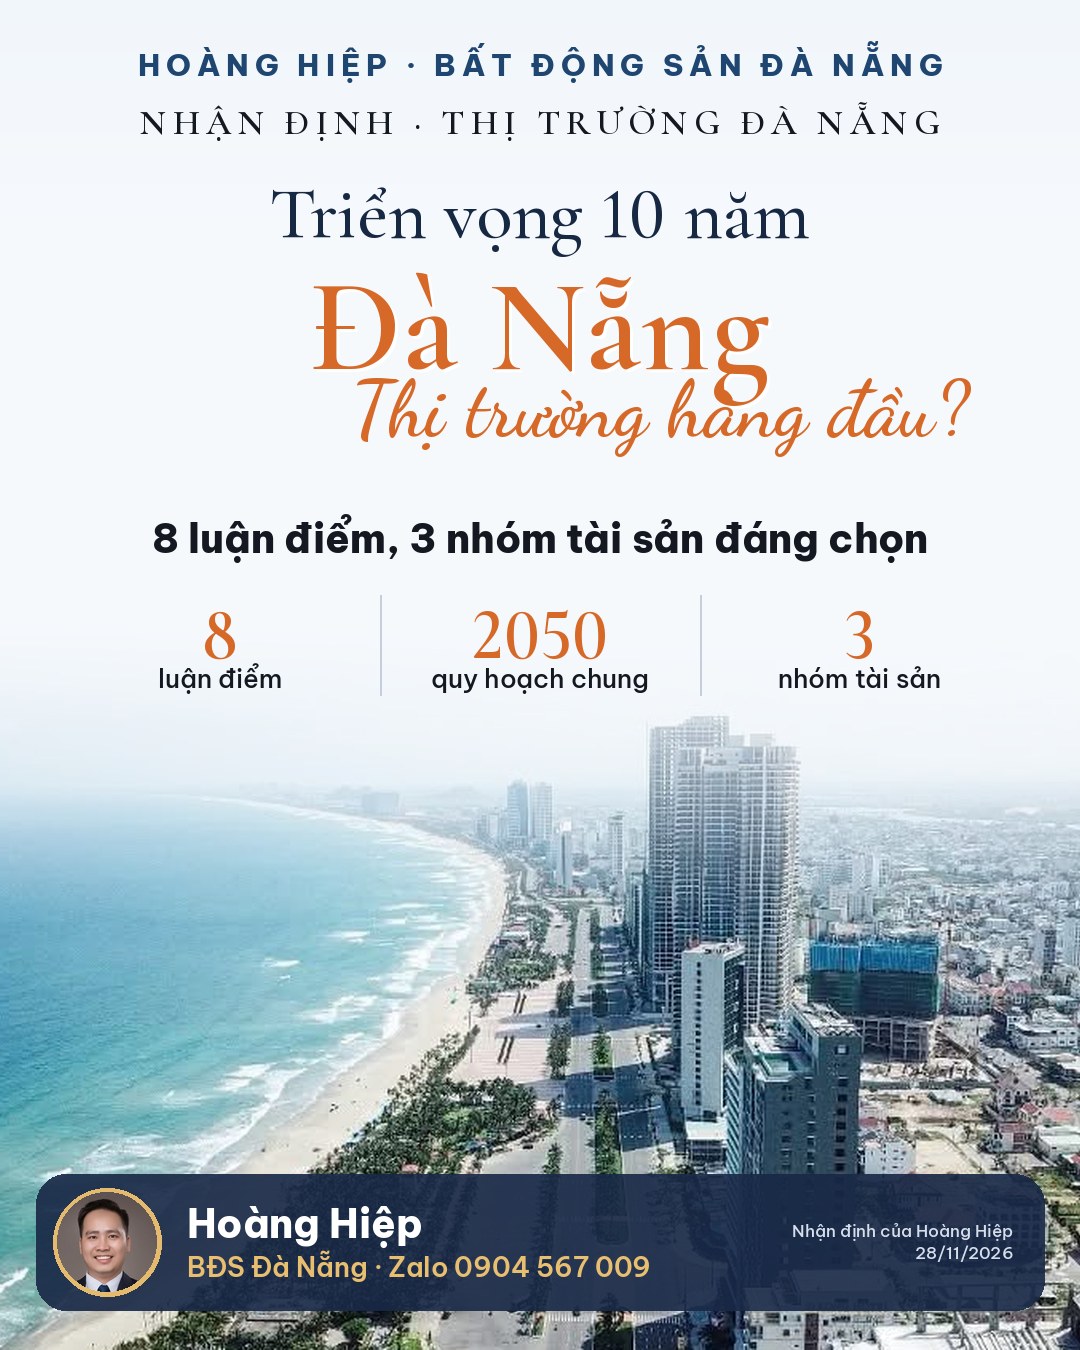 HOÀNG HIỆP · BẤT ĐỘNG SẢN ĐÀ NẴNG
NHẬN ĐỊNH · THỊ TRƯỜNG ĐÀ NẴNG
Triển vọng 10 năm
Đà Nẵng
Thị trường hàng đầu?
8 luận điểm, 3 nhóm tài sản đáng chọn
8
luận điểm
2050
quy hoạch chung
3
nhóm tài sản
Hoàng Hiệp
BĐS Đà Nẵng · Zalo 0904 567 009
Nhận định của Hoàng Hiệp
28/11/2026